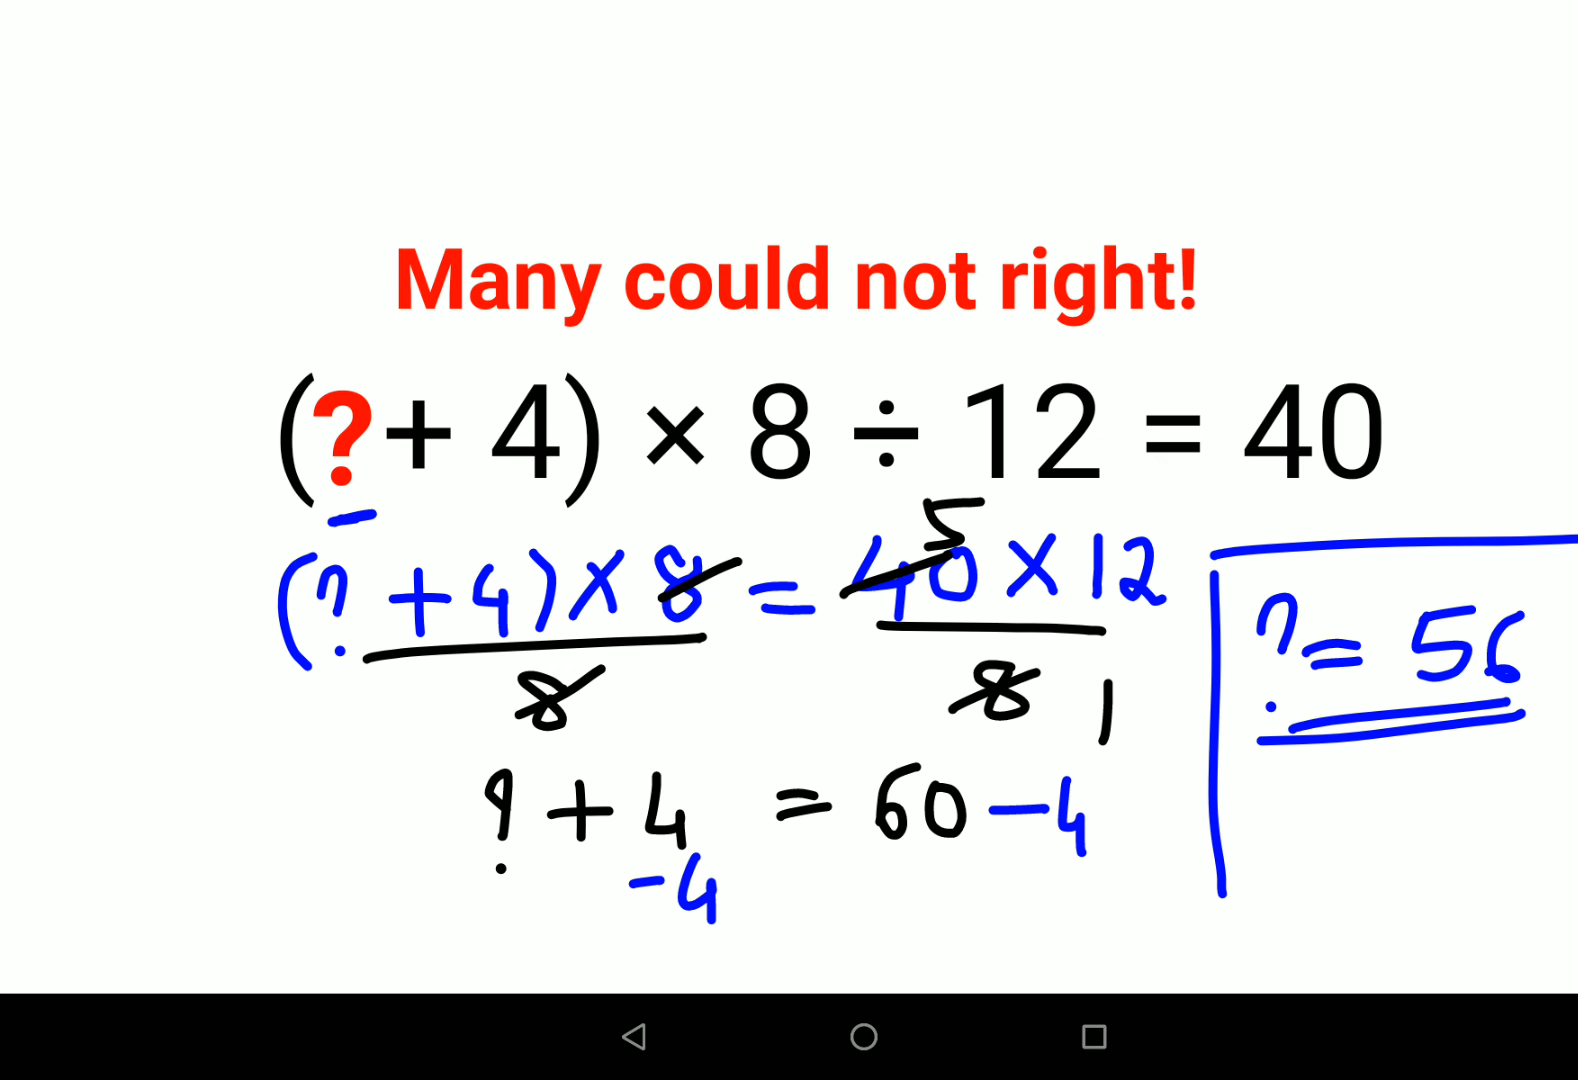 Many could not right!
(?+ 4) × 8 ÷ 12 = 40
5
(? + 4) × 8 = 40 × 12
8 8 1
? = 56
? + 4 = 60 - 4
-4